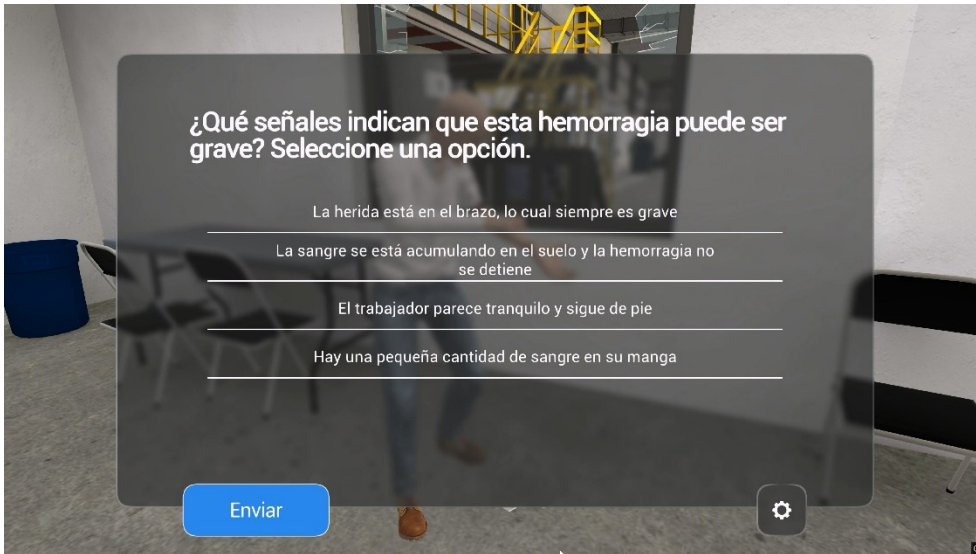 ¿Qué señales indican que esta hemorragia puede ser
grave? Seleccione una opción.
La herida está en el brazo, lo cual siempre es grave
La sangre se está acumulando en el suelo y la hemorragia no
se detiene
El trabajador parece tranquilo y sigue de pie
Hay una pequeña cantidad de sangre en su manga
Enviar